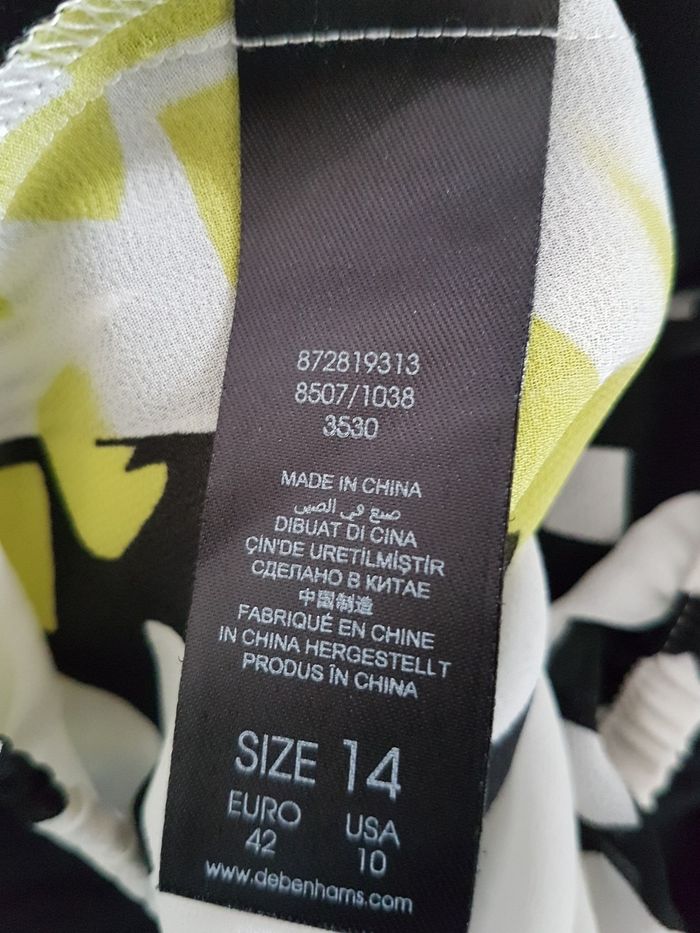 872819313
8507/1038
3530
MADE IN CHINA
صنع في الصين
DIBUAT DI CINA
ÇİN'DE URETİLMİŞTİR
СДЕЛАНО В КИТАЕ
中国制造
FABRIQUÉ EN CHINE
IN CHINA HERGESTELLT
PRODUS ÎN CHINA
SIZE 14
EURO USA
42 10
www.debenhams.com